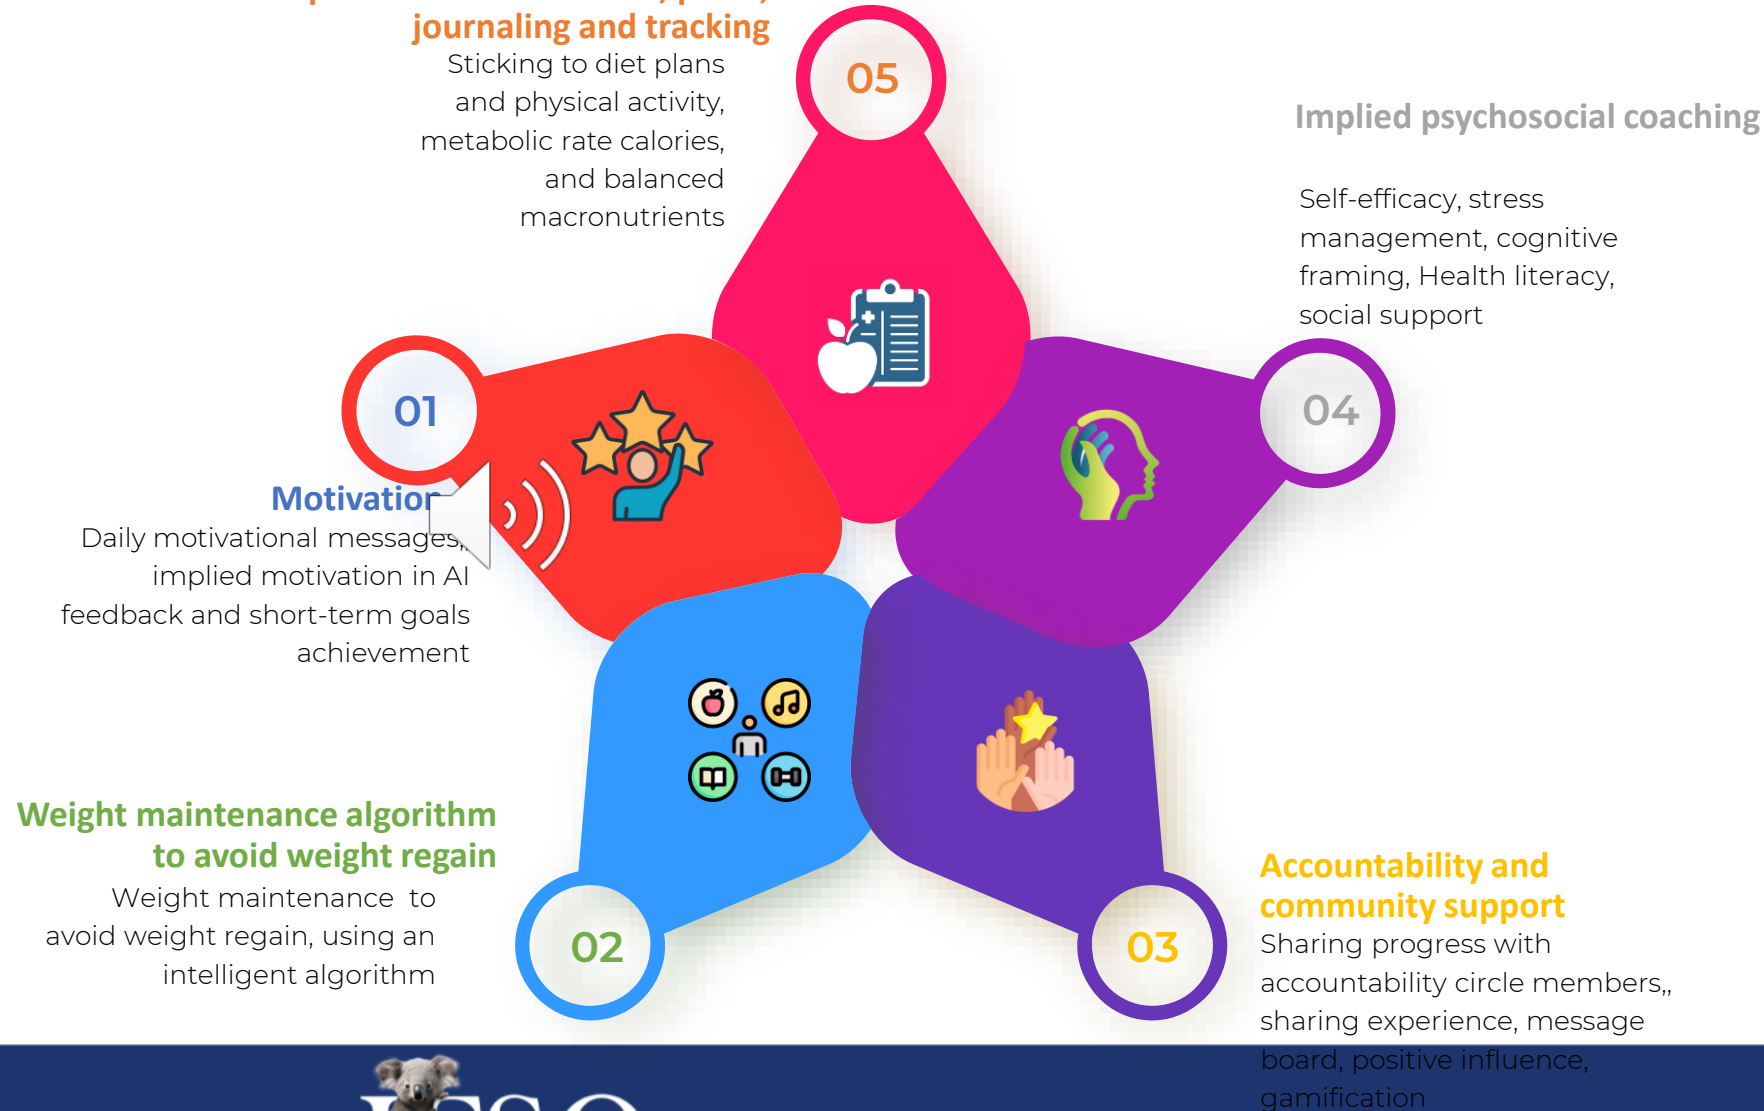 journaling and tracking
Sticking to diet plans
and physical activity,
metabolic rate calories,
and balanced
macronutrients
05
Implied psychosocial coaching
Self-efficacy, stress
management, cognitive
framing, Health literacy,
social support
04
01
Motivation
Daily motivational messages,,
implied motivation in AI
feedback and short-term goals
achievement
Weight maintenance algorithm
to avoid weight regain
Weight maintenance to
avoid weight regain, using an
intelligent algorithm
02
03
Accountability and
community support
Sharing progress with
accountability circle members,,
sharing experience, message
board, positive influence,
gamification